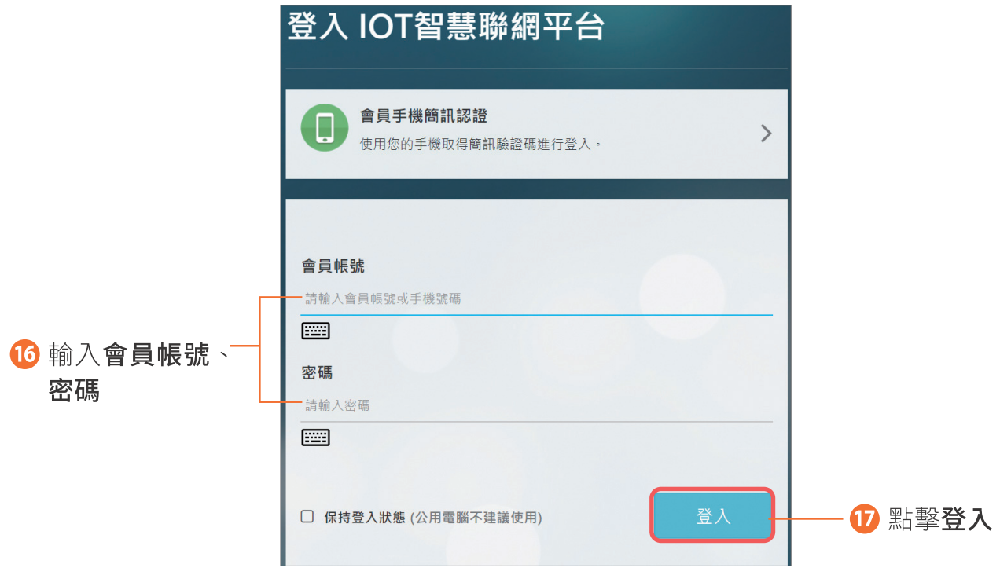 登入 IOT智慧聯網平台
會員手機簡訊認證
使用您的手機取得簡訊驗證碼進行登入。
會員帳號
請輸入會員帳號或手機號碼
16 輸入會員帳號、
密碼
密碼
請輸入密碼
保持登入狀態 (公用電腦不建議使用)
登入
17 點擊登入